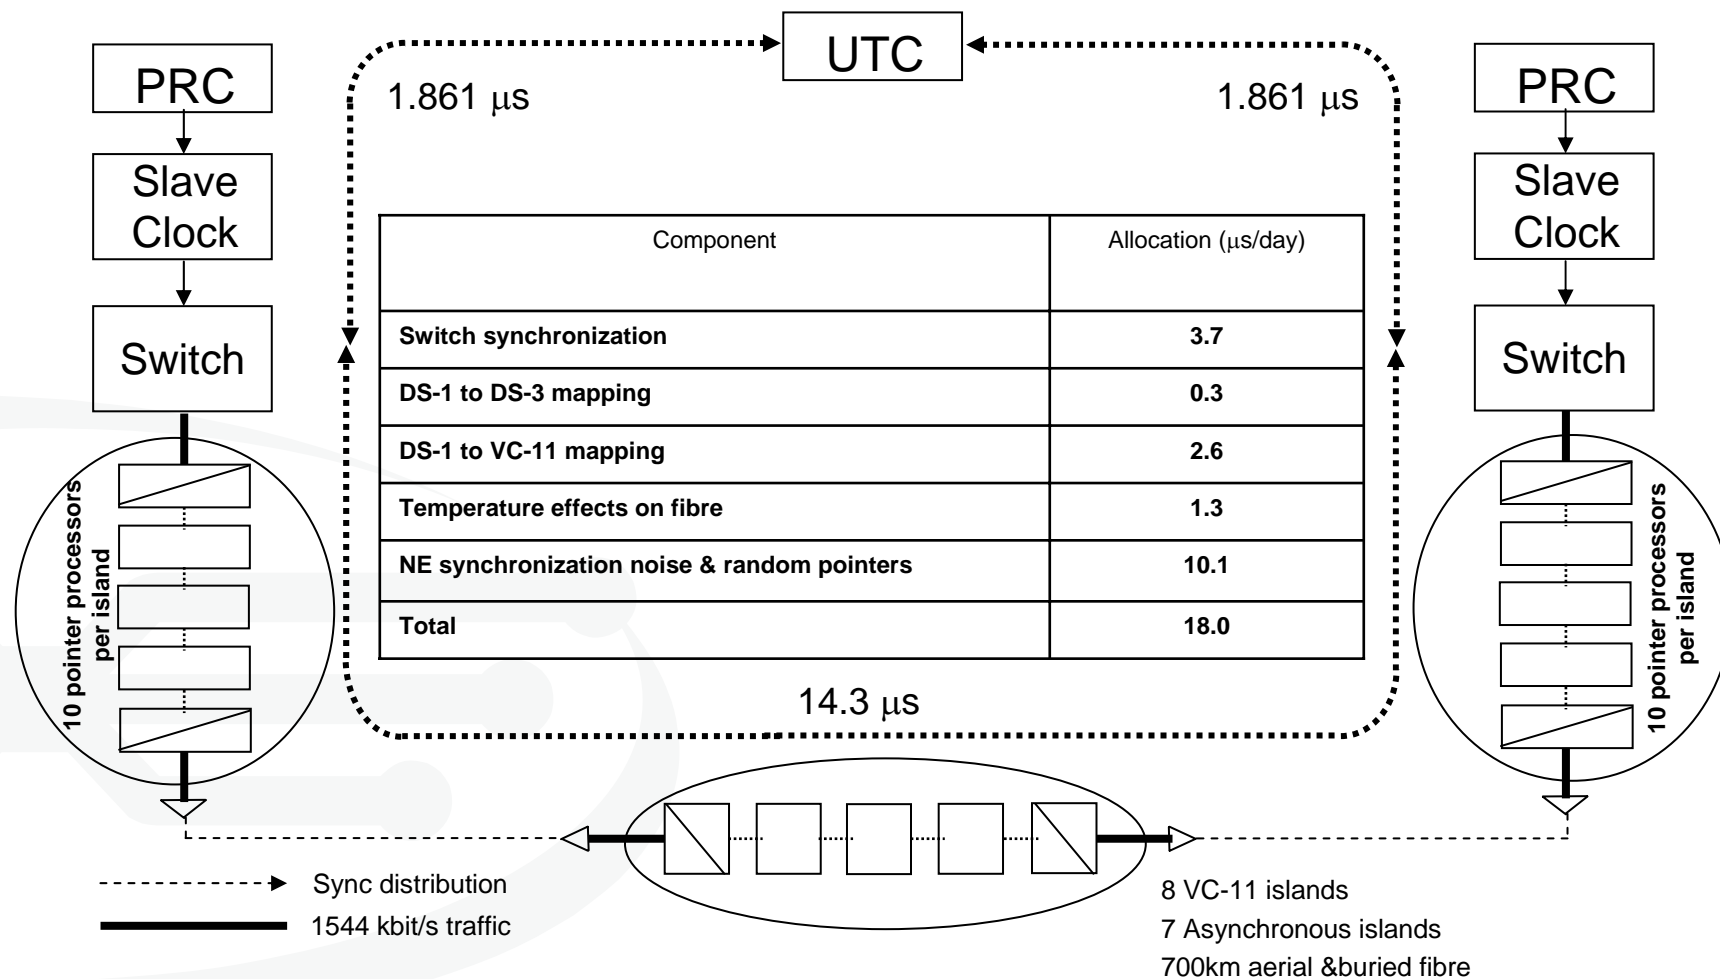 UTC
PRC
1.861 μs
1.861 μs
PRC
Slave
Clock
Slave
Clock
Switch
Switch
Component
Allocation (μs/day)
Switch synchronization
3.7
DS-1 to DS-3 mapping
0.3
DS-1 to VC-11 mapping
2.6
Temperature effects on fibre
1.3
NE synchronization noise & random pointers
10.1
Total
18.0
10 pointer processors
per island
10 pointer processors
per island
14.3 μs
Sync distribution
1544 kbit/s traffic
8 VC-11 islands
7 Asynchronous islands
700km aerial &buried fibre